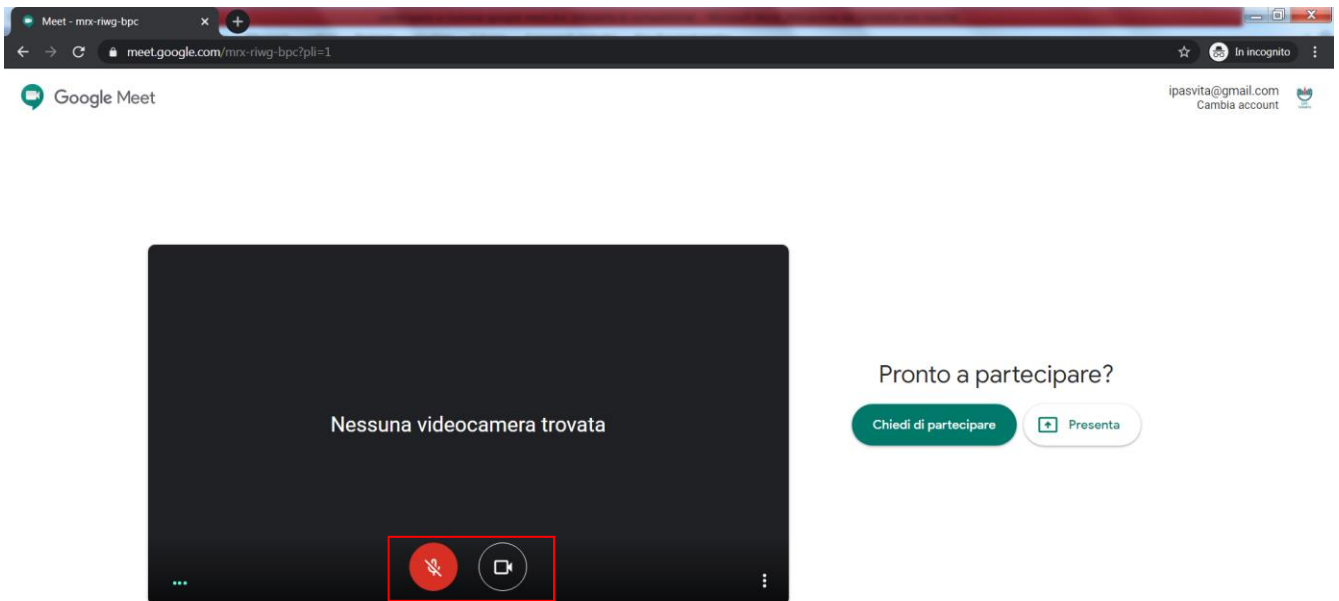 Meet - mrx-riwg-bpc
meet.google.com/mrx-riwg-bpc?pli=1
In incognito
Google Meet
ipasvita@gmail.com
Cambia account
Nessuna videocamera trovata
Pronto a partecipare?
Chiedi di partecipare
Presenta